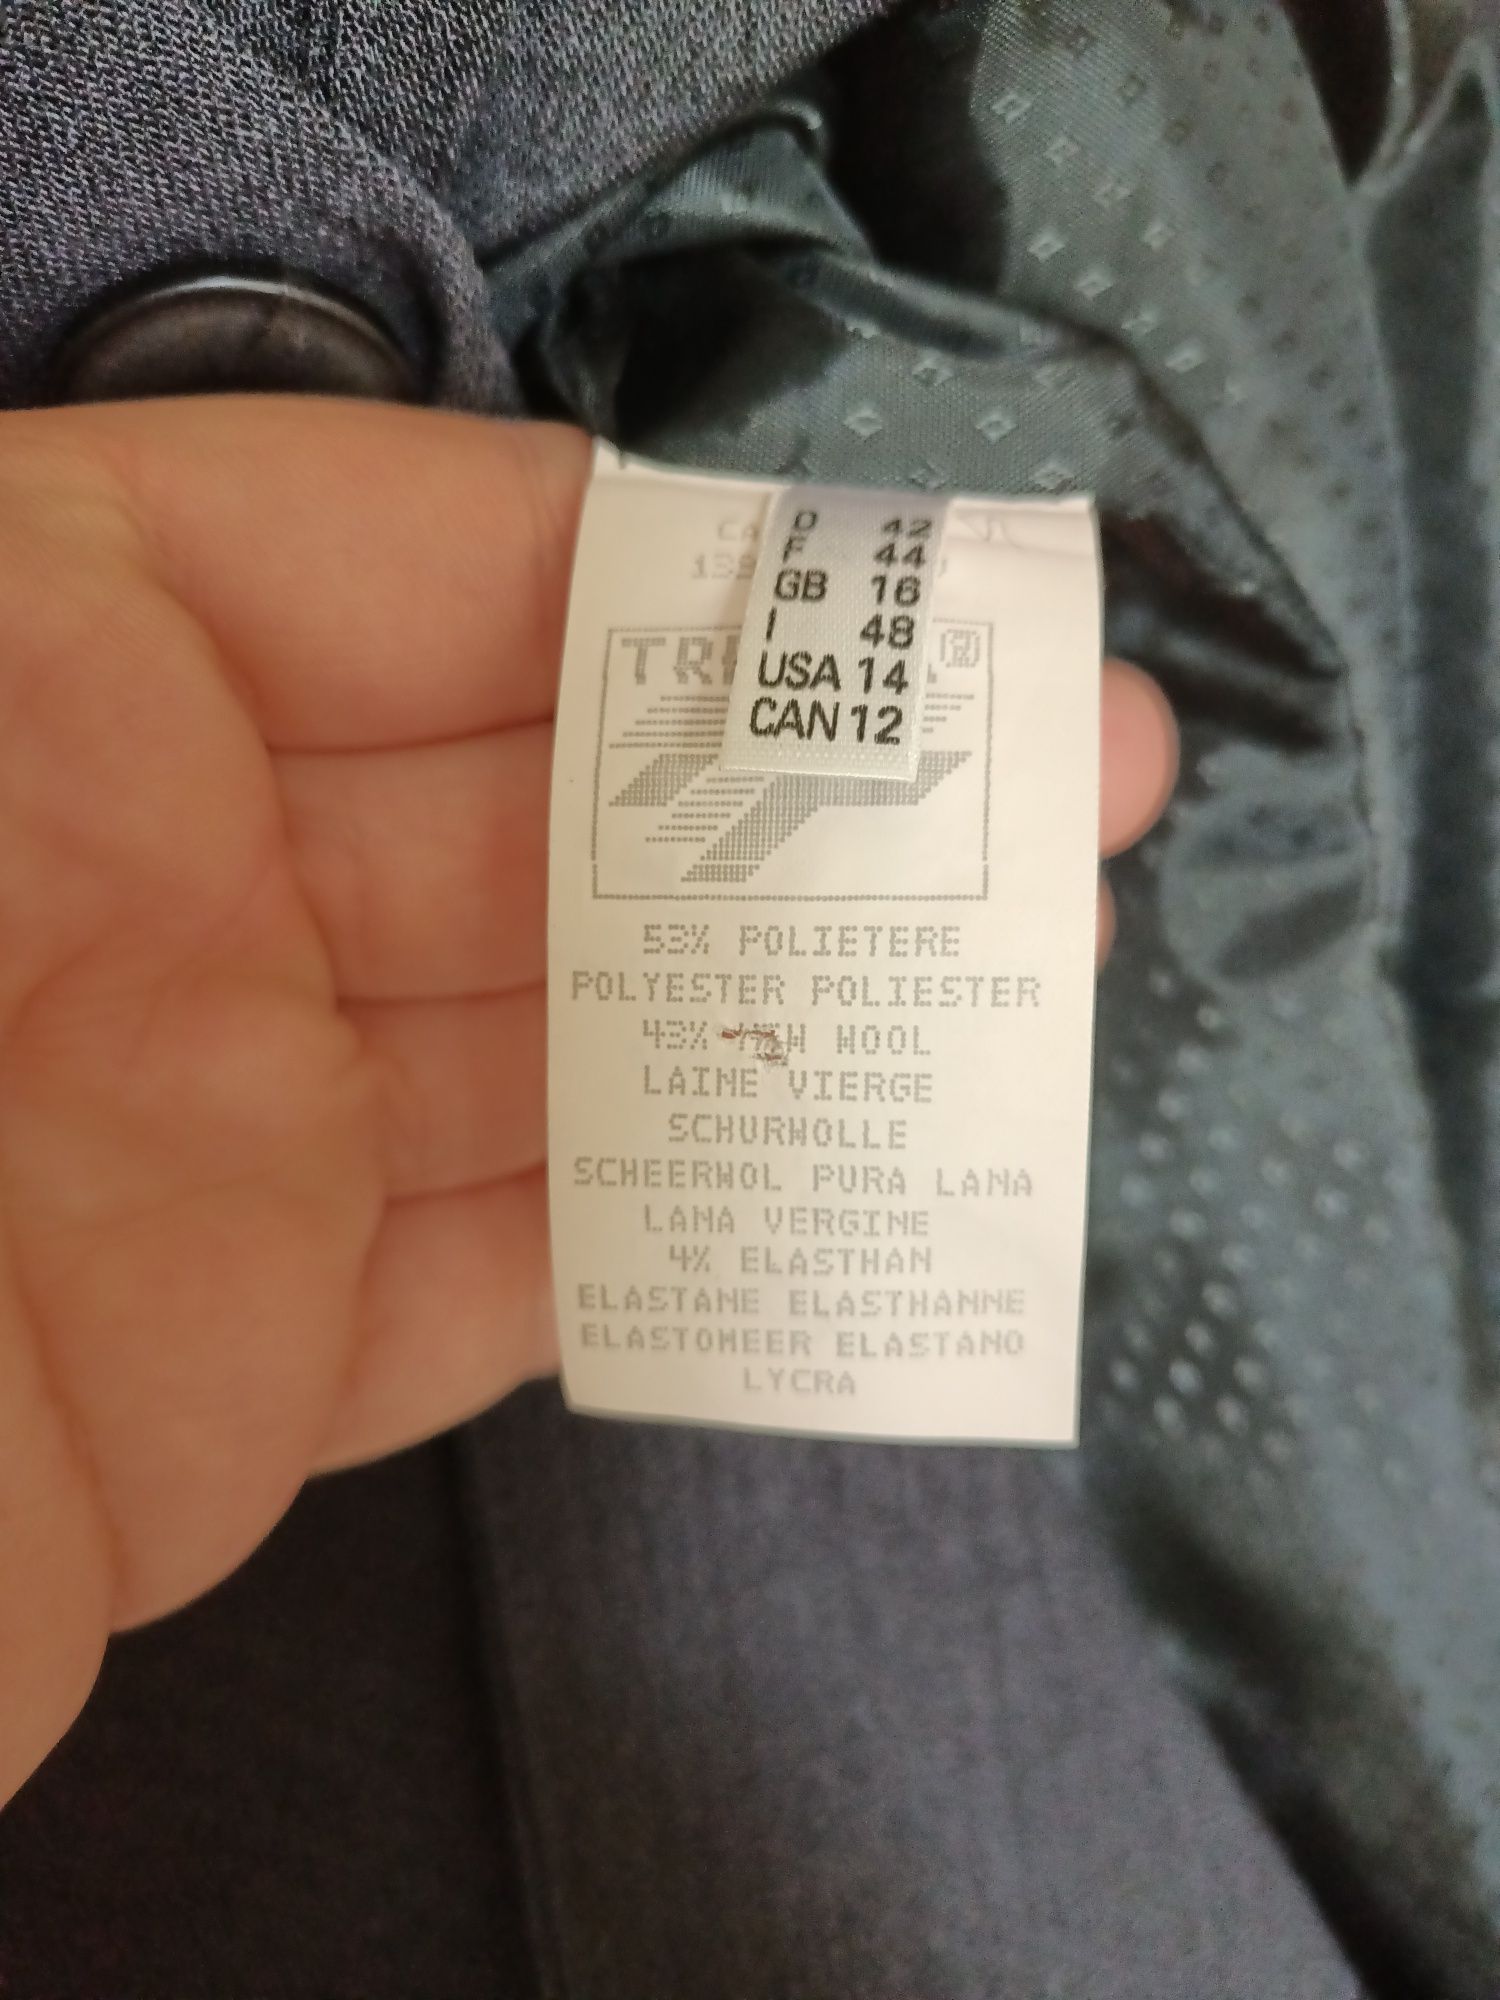 D 42
F 44
GB 16
I 48
USA 14
CAN 12
®
53% POLIETERE
POLYESTER POLIESTER
43% WOOL
LAINE VIERGE
SCHURWOLLE
SCHEERWOL PURA LANA
LANA VERGINE
4% ELASTHAN
ELASTANE ELASTHANNE
ELASTOMEER ELASTANO
LYCRA